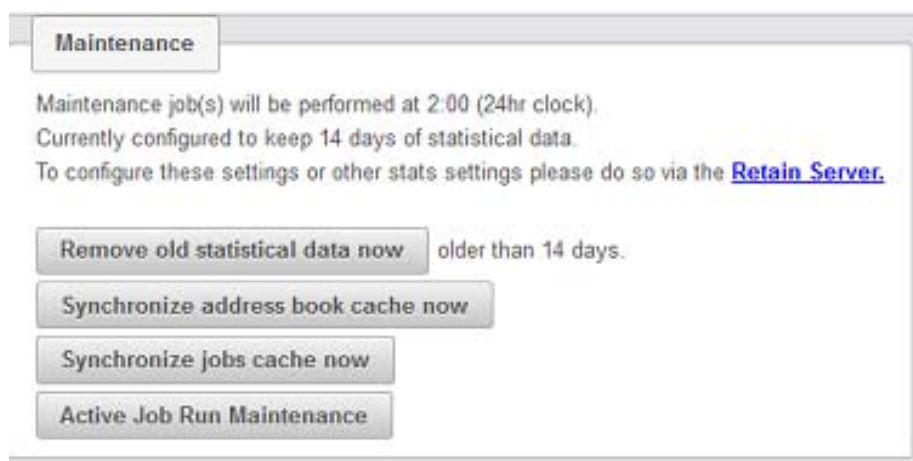 Maintenance
Maintenance job(s) will be performed at 2:00 (24hr clock).
Currently configured to keep 14 days of statistical data.
To configure these settings or other stats settings please do so via the Retain Server.
Remove old statistical data now older than 14 days.
Synchronize address book cache now
Synchronize jobs cache now
Active Job Run Maintenance